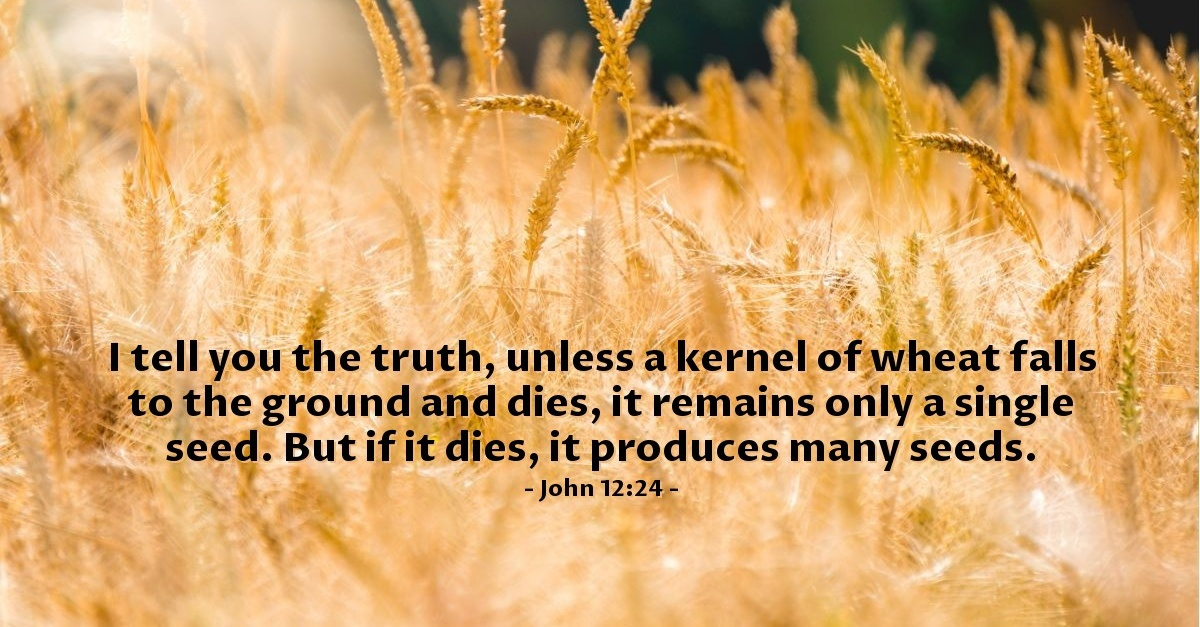 I tell you the truth, unless a kernel of wheat falls
to the ground and dies, it remains only a single
seed. But if it dies, it produces many seeds.
- John 12:24 -